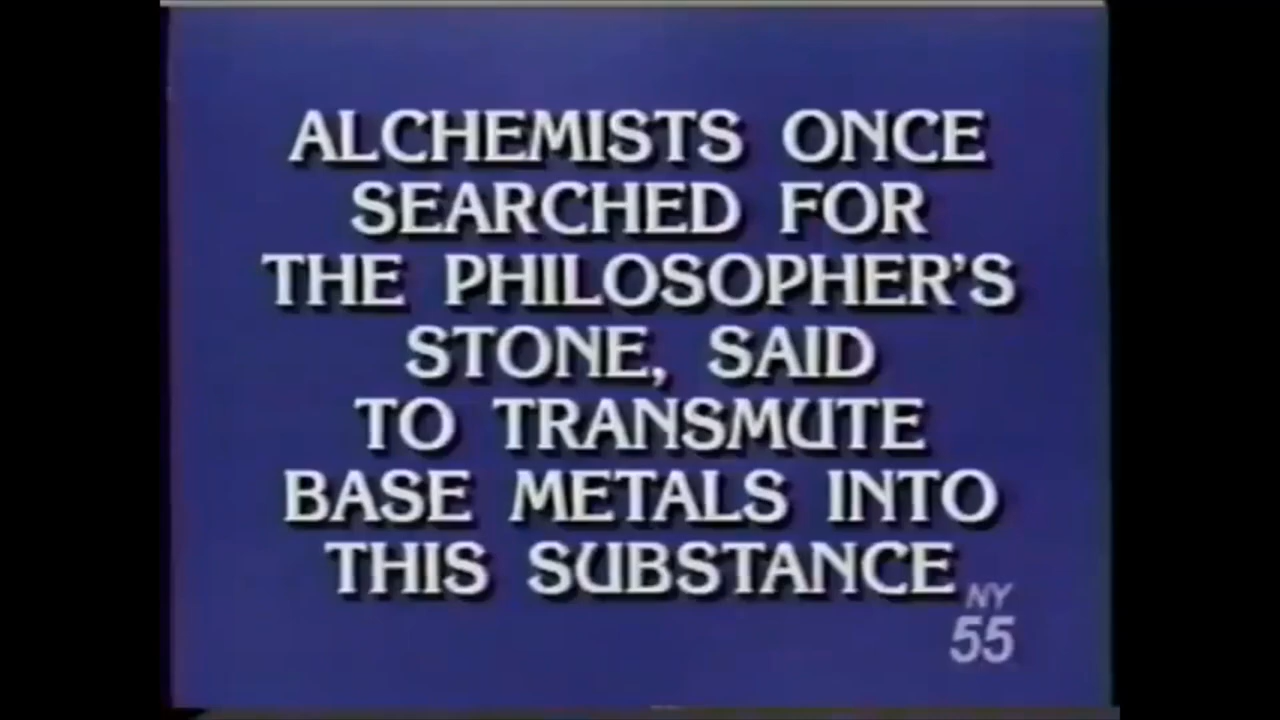 ALCHEMISTS ONCE
SEARCHED FOR
THE PHILOSOPHER'S
STONE, SAID
TO TRANSMUTE
BASE METALS INTO
THIS SUBSTANCE
NY
55